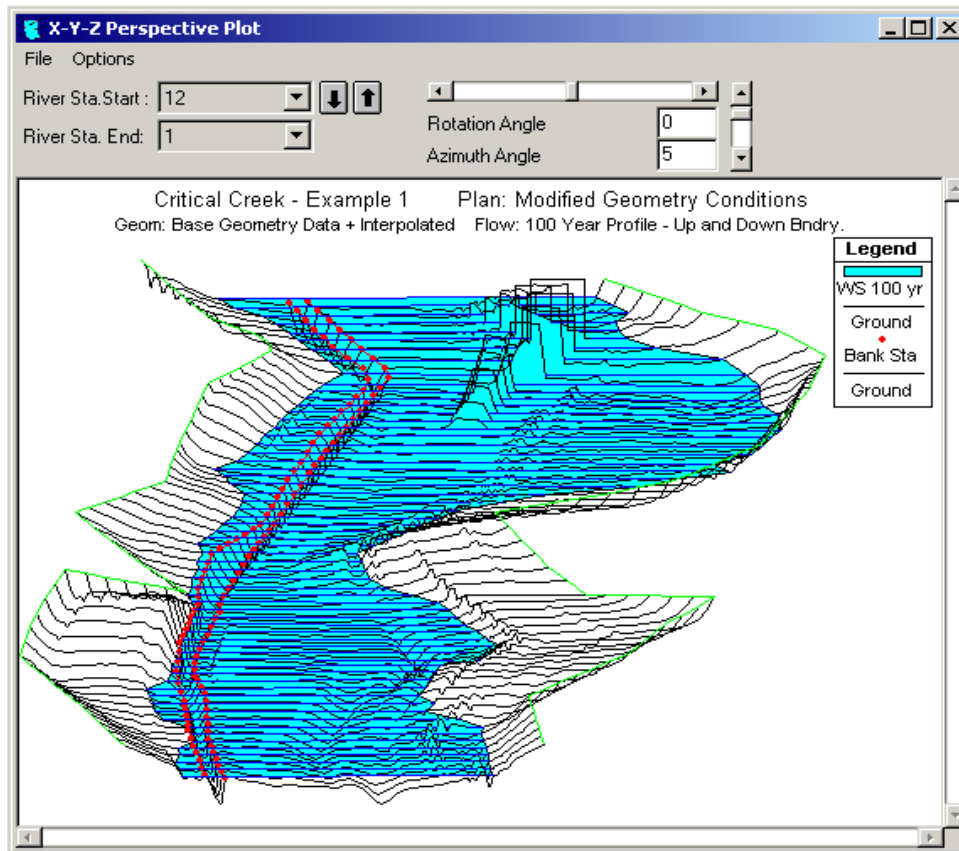 X-Y-Z Perspective Plot
File Options
River Sta.Start : 12
River Sta. End: 1
Rotation Angle 0
Azimuth Angle 5
Critical Creek - Example 1 Plan: Modified Geometry Conditions
Geom: Base Geometry Data + Interpolated Flow: 100 Year Profile - Up and Down Bndry.
Legend
WS 100 yr
Ground
Bank Sta
Ground